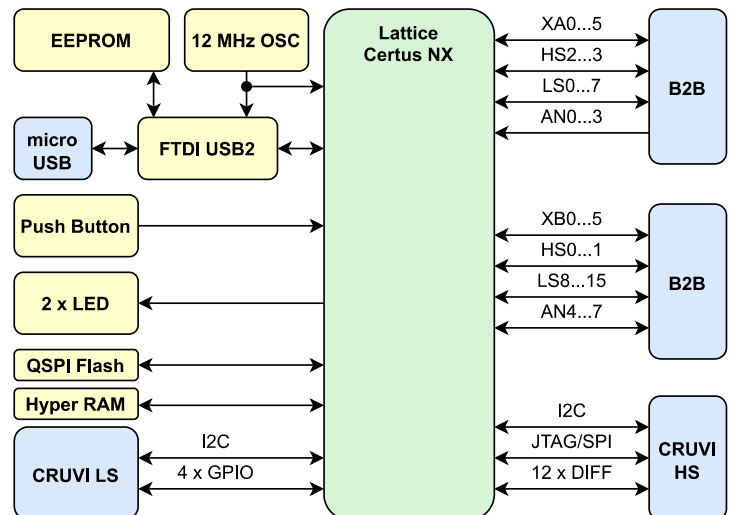 EEPROM
12 MHz OSC
Lattice
Certus NX
XA0...5
HS2...3
LS0...7
AN0...3
B2B
micro
USB
FTDI USB2
Push Button
XB0...5
HS0...1
LS8...15
AN4...7
B2B
2 x LED
QSPI Flash
Hyper RAM
CRUVI LS
I2C
4 x GPIO
I2C
JTAG/SPI
12 x DIFF
CRUVI
HS